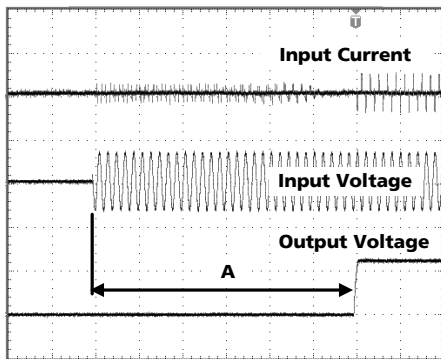 T
Input Current
Input Voltage
Output Voltage
A